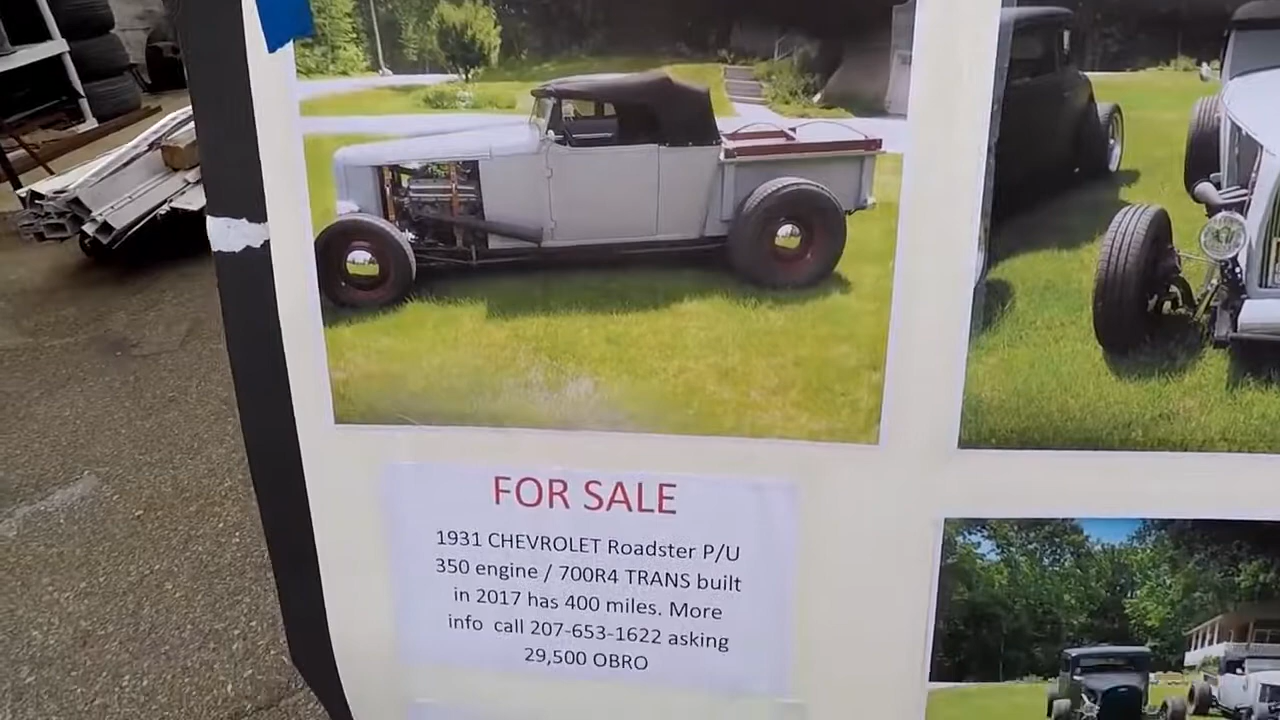 FOR SALE
1931 CHEVROLET Roadster P/U
350 engine / 700R4 TRANS built
in 2017 has 400 miles. More
info call 207-653-1622 asking
29,500 OBRO